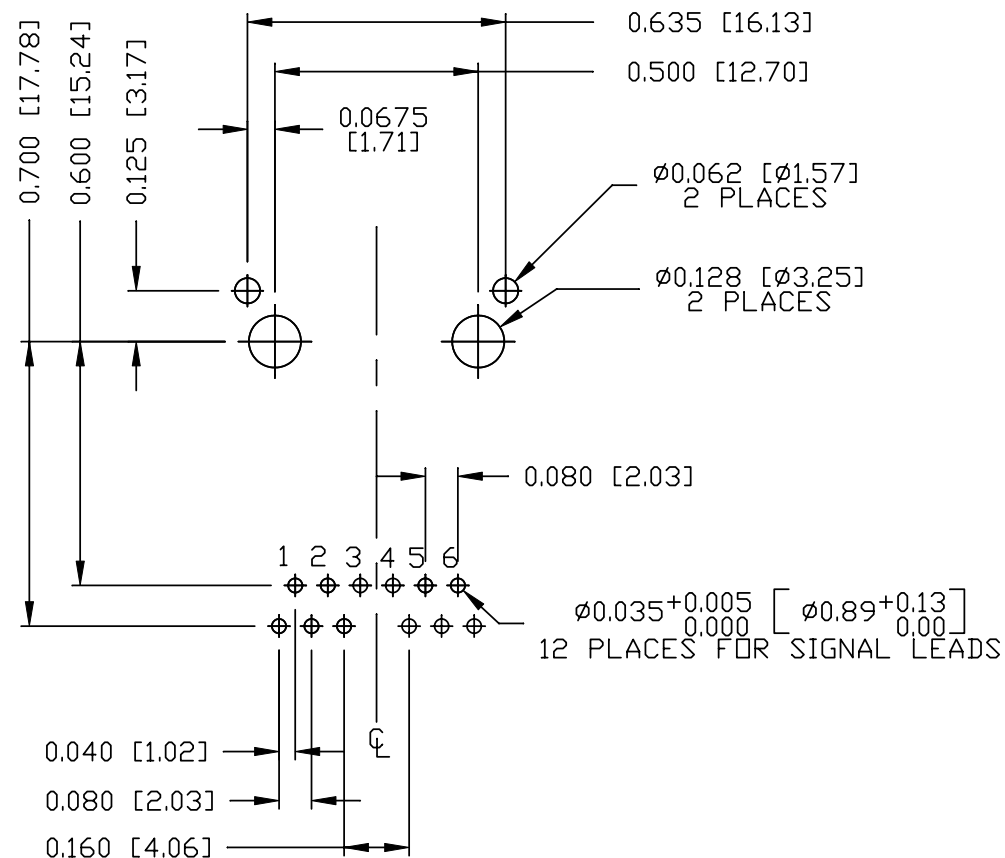 0.635 [16.13]
0.500 [12.70]
0.700 [17.78]
0.600 [15.24]
0.125 [3.17]
0.0675
[1.71]
Ø0.062 [Ø1.57]
2 PLACES
Ø0.128 [Ø3.25]
2 PLACES
0.080 [2.03]
1 2 3 4 5 6
Ø0.035+0.005 [Ø0.89+0.13]
0.000 0.00
12 PLACES FOR SIGNAL LEADS
℄
0.040 [1.02]
0.080 [2.03]
0.160 [4.06]